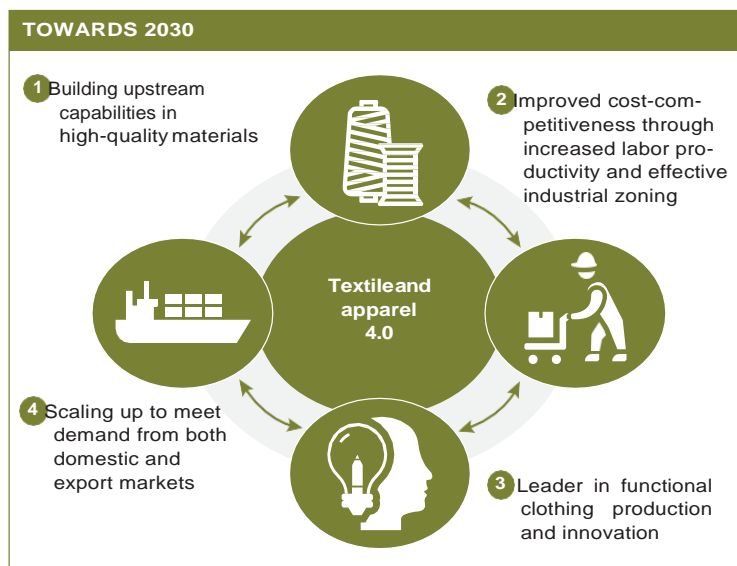 TOWARDS 2030
1 Building upstream
capabilities in
high-quality materials
2 Improved cost-com-
petitiveness through
increased labor pro-
ductivity and effective
industrial zoning
Textileand
apparel
4.0
4 Scaling up to meet
demand from both
domestic and
export markets
3 Leader in functional
clothing production
and innovation